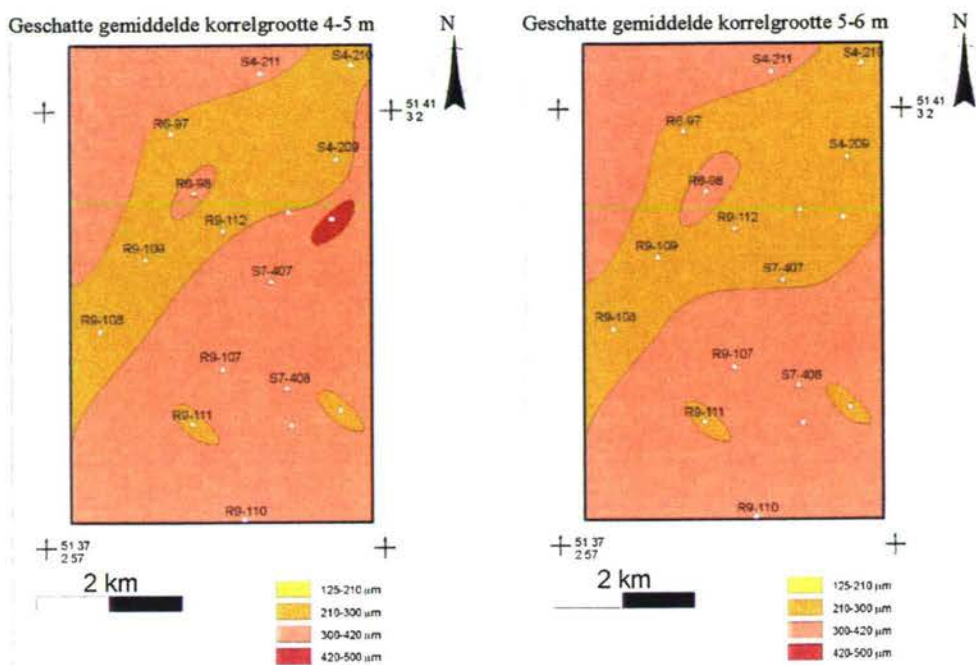 Geschatte gemiddelde korrelgrootte 4-5 m
N
S4-211
S4-210
51 41
3 2
R6-97
S4-209
R6-98
R9-112
R9-109
S7-407
R9-108
R9-107
S7-408
R9-111
R9-110
51 37
2 57
2 km
125-210 μm
210-300 μm
300-420 μm
420-500 μm
Geschatte gemiddelde korrelgrootte 5-6 m
N
S4-211
S4-210
51 41
3 2
R6-97
S4-209
R6-98
R9-112
R9-109
S7-407
R9-108
R9-107
S7-408
R9-111
R9-110
51 37
2 57
2 km
125-210 μm
210-300 μm
300-420 μm
420-500 μm